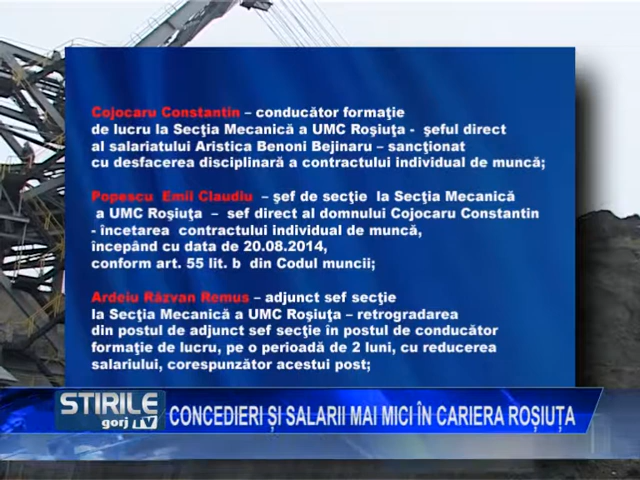 Cojocaru Constantin – conducător formaţie
de lucru la Secţia Mecanică a UMC Roşiuţa - şeful direct
al salariatului Aristica Benoni Bejinaru – sancţionat
cu desfacerea disciplinară a contractului individual de muncă;
Popescu Emil Claudiu – şef de secţie la Secţia Mecanică
a UMC Roşiuţa – sef direct al domnului Cojocaru Constantin
- încetarea contractului individual de muncă,
începând cu data de 20.08.2014,
conform art. 55 lit. b din Codul muncii;
Ardeiu Răzvan Remus – adjunct sef secţie
la Secţia Mecanică a UMC Roşiuţa – retrogradarea
din postul de adjunct sef secţie în postul de conducător
formaţie de lucru, pe o perioadă de 2 luni, cu reducerea
salariului, corespunzător acestui post;
STIRILE
gorj TV
CONCEDIERI ȘI SALARII MAI MICI ÎN CARIERA ROȘIUȚA